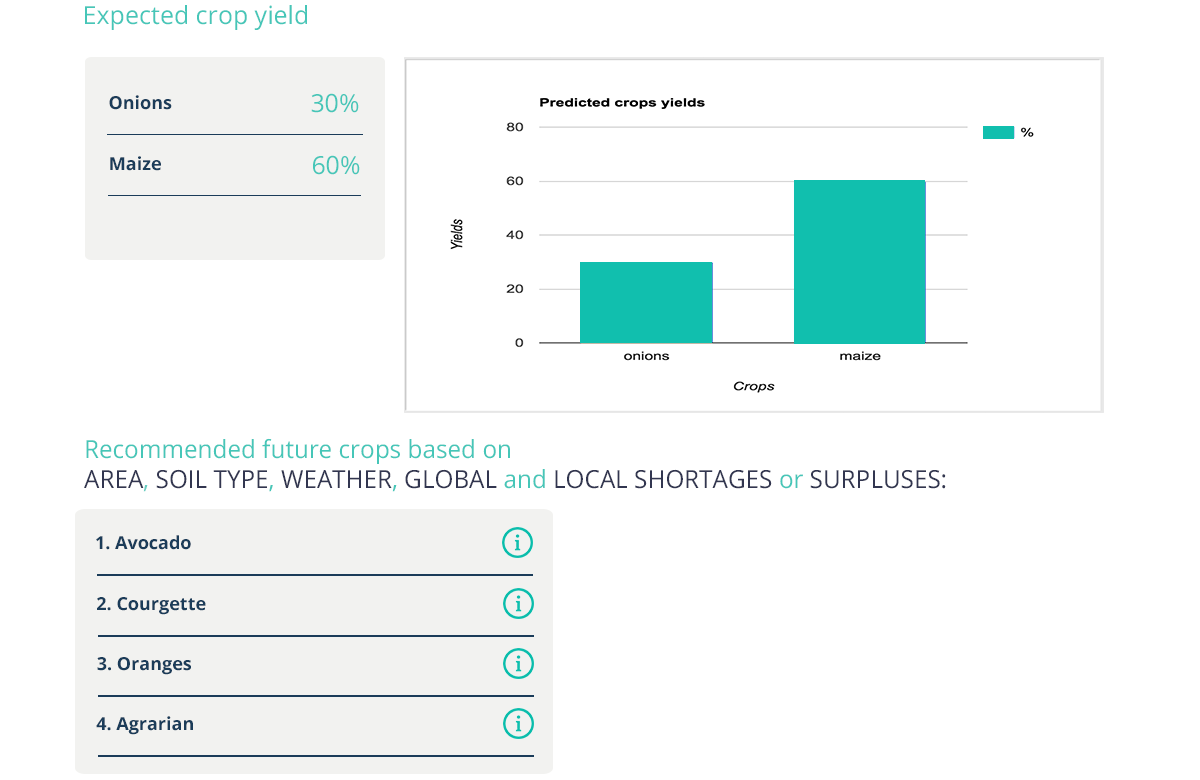 Expected crop yield
Onions 30%
Maize 60%
Predicted crops yields
80
%
60
40
20
0
Yields
onions maize
Crops
Recommended future crops based on
AREA, SOIL TYPE, WEATHER, GLOBAL and LOCAL SHORTAGES or SURPLUSES:
1. Avocado i
2. Courgette i
3. Oranges i
4. Agrarian i